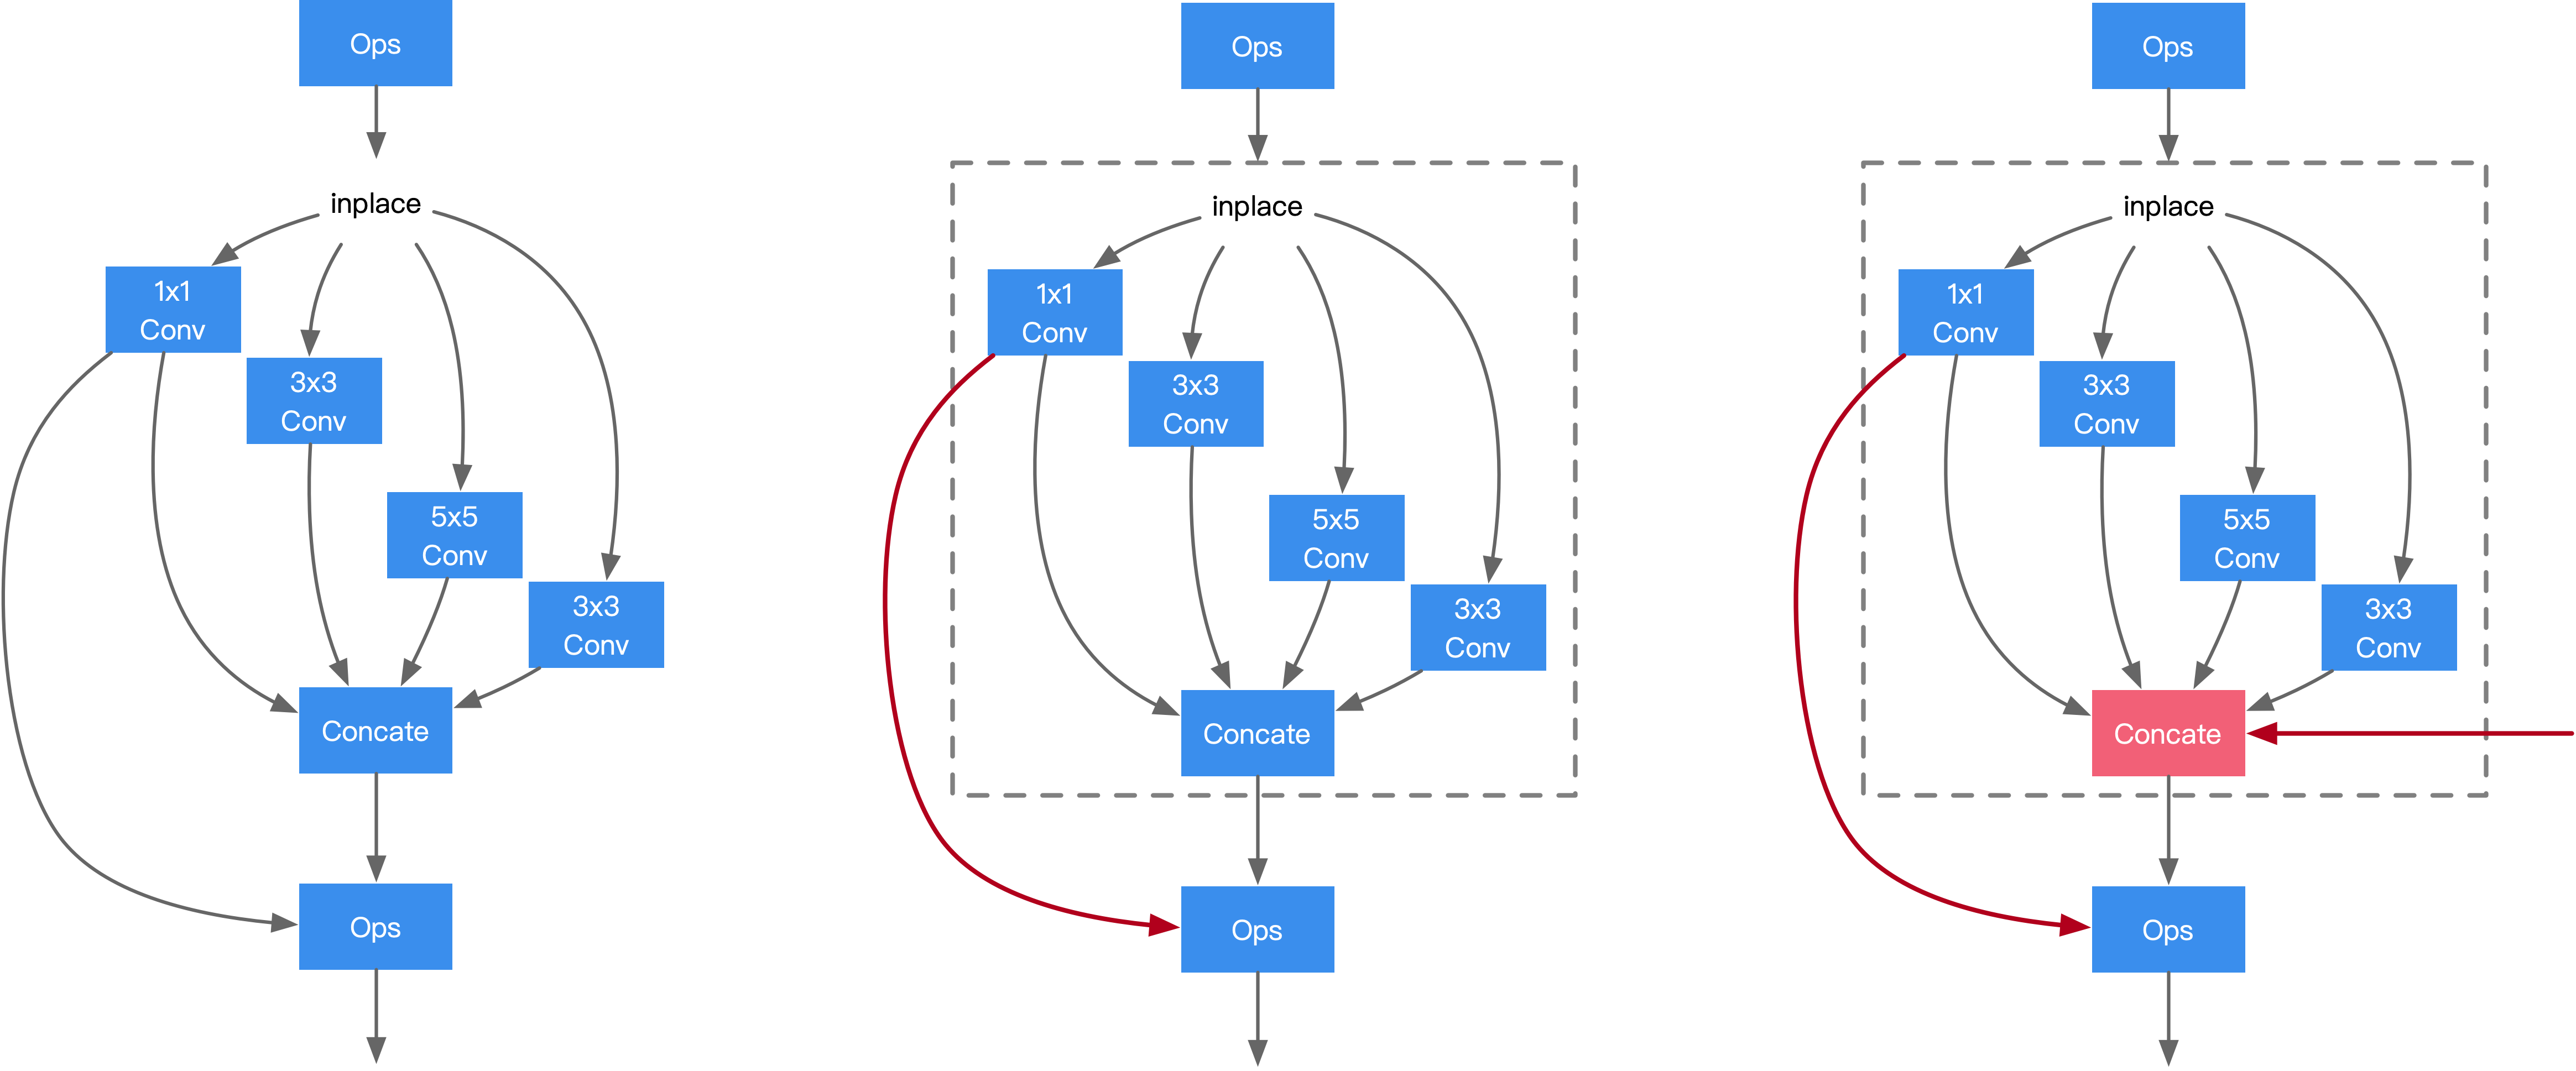 Ops
inplace
1x1
Conv
3x3
Conv
5x5
Conv
3x3
Conv
Concate
Ops
Ops
inplace
1x1
Conv
3x3
Conv
5x5
Conv
3x3
Conv
Concate
Ops
Ops
inplace
1x1
Conv
3x3
Conv
5x5
Conv
3x3
Conv
Concate
Ops